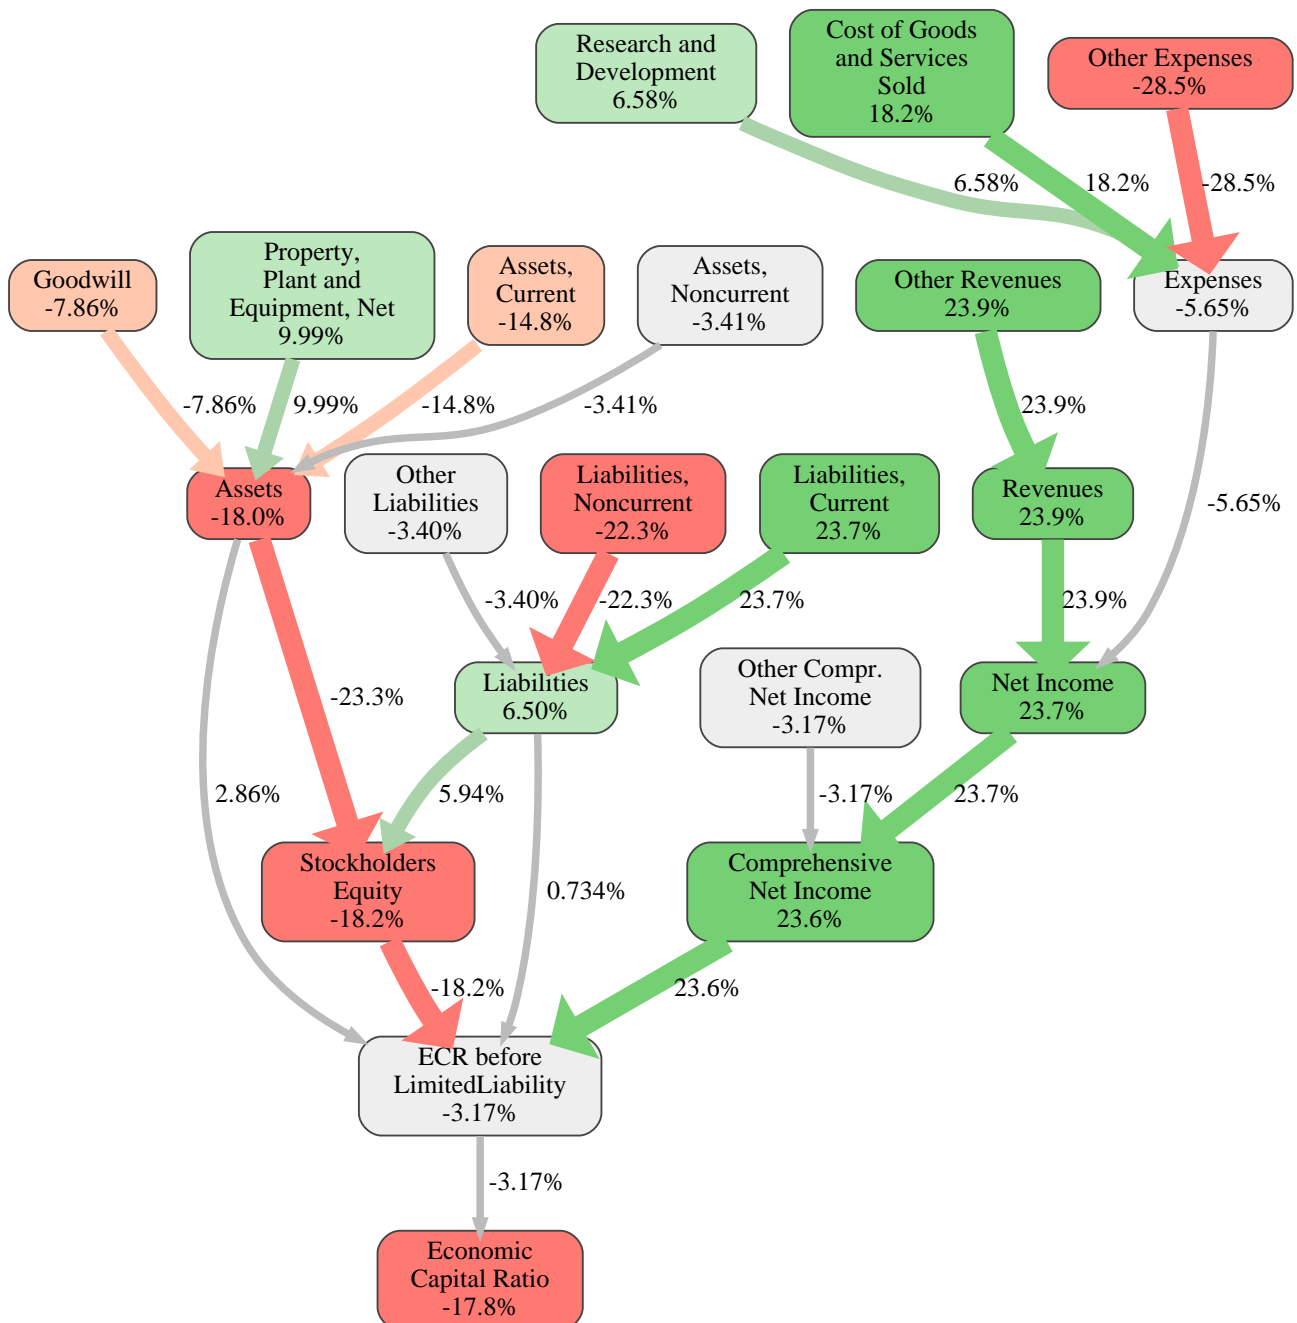 Research and
Development
6.58%
Cost of Goods
and Services
Sold
18.2%
Other Expenses
-28.5%
6.58%
18.2%
-28.5%
Goodwill
-7.86%
Property,
Plant and
Equipment, Net
9.99%
Assets,
Current
-14.8%
Assets,
Noncurrent
-3.41%
Other Revenues
23.9%
Expenses
-5.65%
-7.86%
9.99%
-14.8%
-3.41%
23.9%
-5.65%
Assets
-18.0%
Other
Liabilities
-3.40%
Liabilities,
Noncurrent
-22.3%
Liabilities,
Current
23.7%
Revenues
23.9%
-3.40%
-22.3%
23.7%
23.9%
-23.3%
Liabilities
6.50%
Other Compr.
Net Income
-3.17%
Net Income
23.7%
2.86%
5.94%
-3.17%
23.7%
Stockholders
Equity
-18.2%
0.734%
Comprehensive
Net Income
23.6%
-18.2%
23.6%
ECR before
LimitedLiability
-3.17%
-3.17%
Economic
Capital Ratio
-17.8%